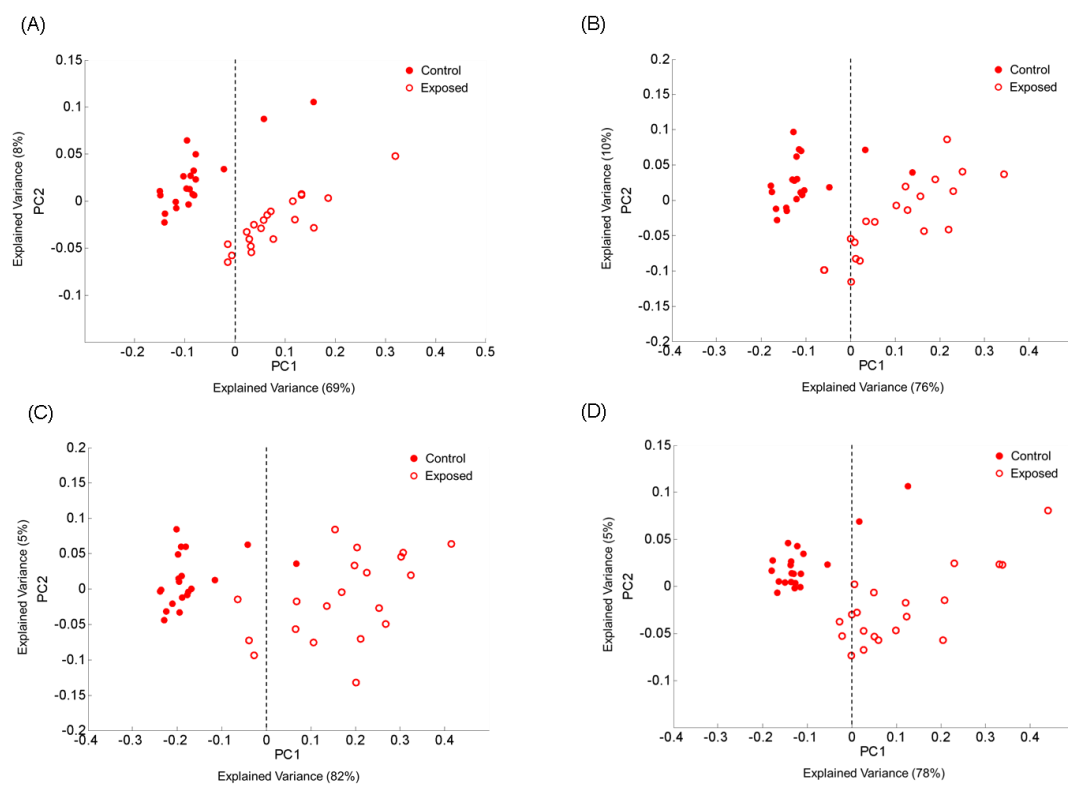 (A)
Explained Variance (8%)
PC2
0.15
0.1
0.05
0
-0.05
-0.1
Control
Exposed
-0.2 -0.1 0 0.1 0.2 0.3 0.4 0.5
PC1
Explained Variance (69%)
(B)
Explained Variance (10%)
PC2
0.2
0.15
0.1
0.05
0
-0.05
-0.1
-0.15
-0.2
Control
Exposed
-0.4 -0.3 -0.2 -0.1 0 0.1 0.2 0.3 0.4
PC1
Explained Variance (76%)
(C)
Explained Variance (5%)
PC2
0.2
0.15
0.1
0.05
0
-0.05
-0.1
-0.15
-0.2
Control
Exposed
-0.4 -0.3 -0.2 -0.1 0 0.1 0.2 0.3 0.4
PC1
Explained Variance (82%)
(D)
Explained Variance (5%)
PC2
0.15
0.1
0.05
0
-0.05
-0.1
Control
Exposed
-0.4 -0.3 -0.2 -0.1 0 0.1 0.2 0.3 0.4
PC1
Explained Variance (78%)